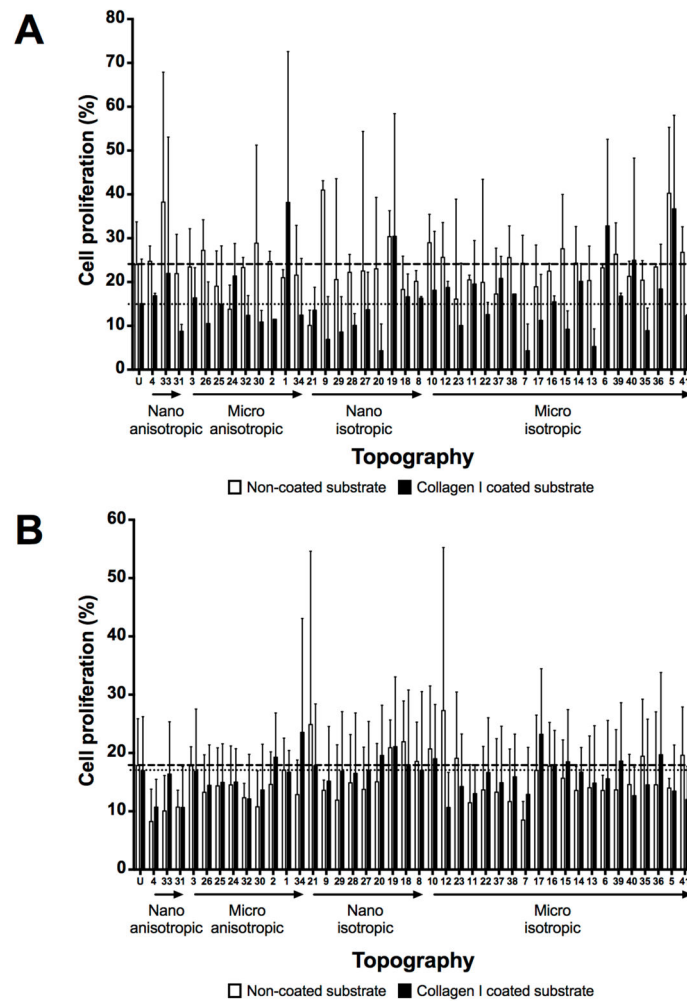 A
Cell proliferation (%)
80
70
60
50
40
30
20
10
0
U 4 33 31 3 26 25 24 32 30 2 1 34 21 9 29 28 27 20 19 18 8 10 12 23 11 22 37 38 7 17 16 15 14 13 6 39 40 35 36 5 41
Nano Micro Nano Micro
anisotropic anisotropic isotropic isotropic
Topography
Non-coated substrate Collagen I coated substrate
B
Cell proliferation (%)
60
50
40
30
20
10
0
U 4 33 31 3 26 25 24 32 30 2 1 34 21 9 29 28 27 20 19 18 8 10 12 23 11 22 37 38 7 17 16 15 14 13 6 39 40 35 36 5 41
Nano Micro Nano Micro
anisotropic anisotropic isotropic isotropic
Topography
Non-coated substrate Collagen I coated substrate